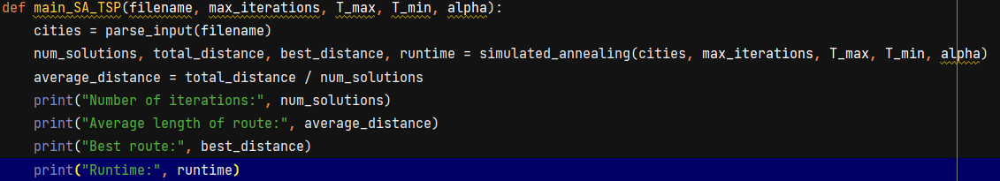 def main_SA_TSP(filename, max_iterations, T_max, T_min, alpha):
    cities = parse_input(filename)
    num_solutions, total_distance, best_distance, runtime = simulated_annealing(cities, max_iterations, T_max, T_min, alpha)
    average_distance = total_distance / num_solutions
    print("Number of iterations:", num_solutions)
    print("Average length of route:", average_distance)
    print("Best route:", best_distance)
    print("Runtime:", runtime)